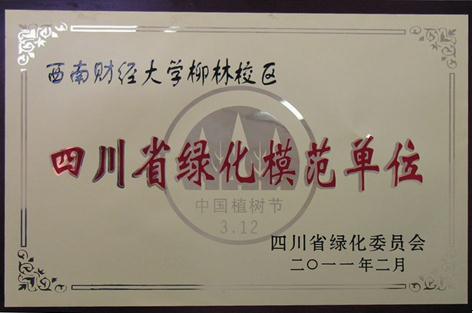 西南财经大学柳林校区
四川省绿化模范单位
中国植树节
3.12
四川省绿化委员会
二〇一一年二月